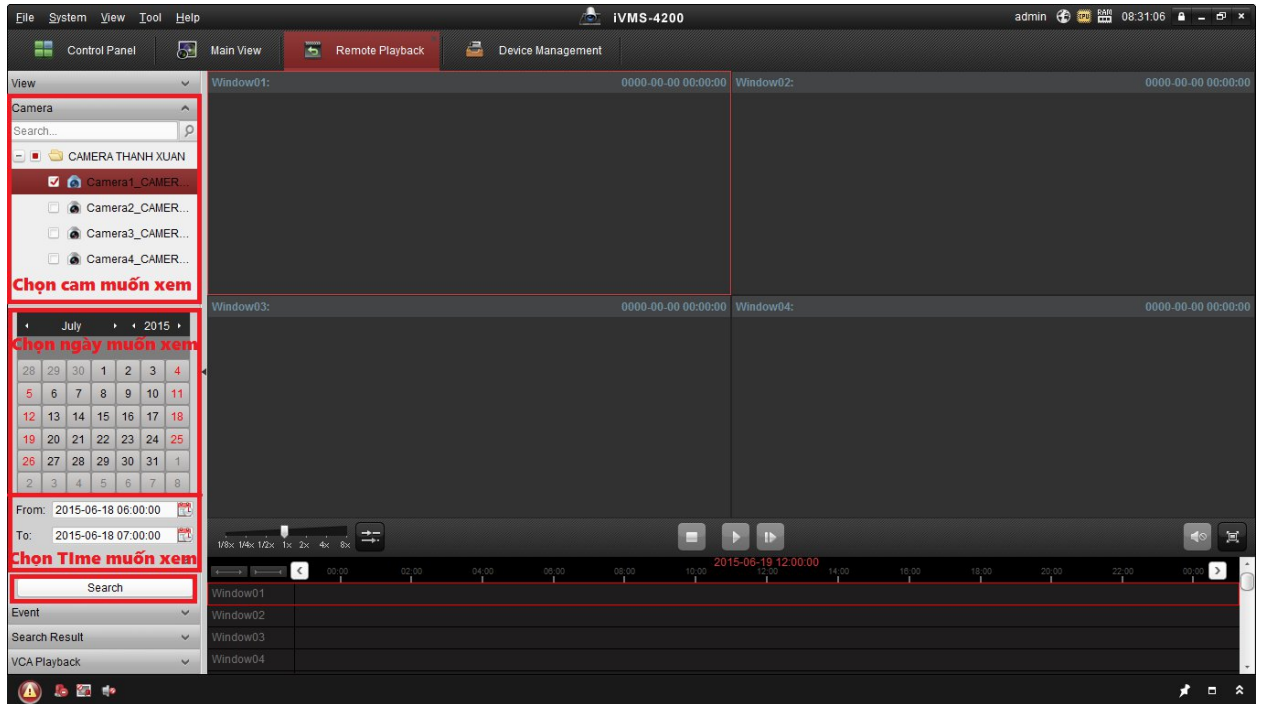 File System View Tool Help
iVMS-4200
admin CPU RAM 08:31:06
Control Panel
Main View
Remote Playback
Device Management
View
Camera
Search...
CAMERA THANH XUAN
Camera1_CAMER...
Camera2_CAMER...
Camera3_CAMER...
Camera4_CAMER...
Chọn cam muốn xem
July 2015
Chọn ngày muốn xem
28 29 30 1 2 3 4
5 6 7 8 9 10 11
12 13 14 15 16 17 18
19 20 21 22 23 24 25
26 27 28 29 30 31 1
2 3 4 5 6 7 8
From: 2015-06-18 06:00:00
To: 2015-06-18 07:00:00
Chọn TIme muốn xem
Search
Event
Search Result
VCA Playback
Window01: 0000-00-00 00:00:00
Window02: 0000-00-00 00:00:00
Window03: 0000-00-00 00:00:00
Window04: 0000-00-00 00:00:00
1/8x 1/4x 1/2x 1x 2x 4x 8x
2015-06-19 12:00:00
00:00 02:00 04:00 06:00 08:00 10:00 12:00 14:00 16:00 18:00 20:00 22:00 00:00
Window01
Window02
Window03
Window04